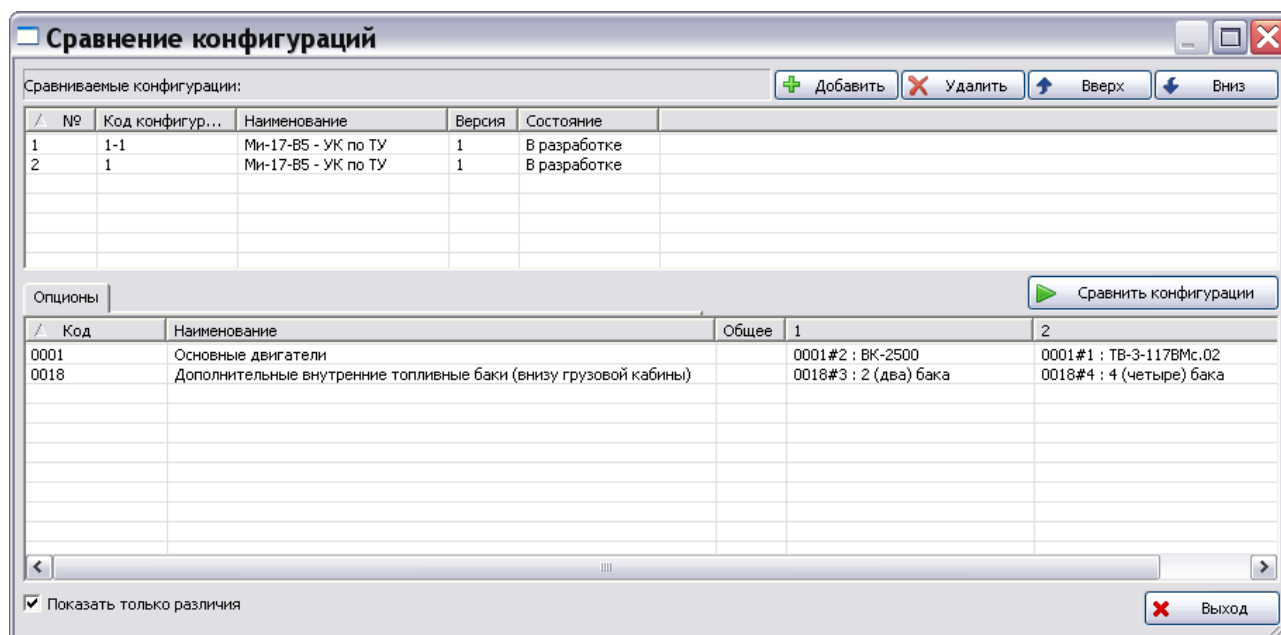 Сравнение конфигураций
Сравниваемые конфигурации: Добавить Удалить Вверх Вниз
№ Код конфигур... Наименование Версия Состояние
1 1-1 Ми-17-В5 - УК по ТУ 1 В разработке
2 1 Ми-17-В5 - УК по ТУ 1 В разработке
Опционы Сравнить конфигурации
Код Наименование Общее 1 2
0001 Основные двигатели 0001#2 : ВК-2500 0001#1 : ТВ-3-117ВМс.02
0018 Дополнительные внутренние топливные баки (внизу грузовой кабины) 0018#3 : 2 (два) бака 0018#4 : 4 (четыре) бака
Показать только различия Выход